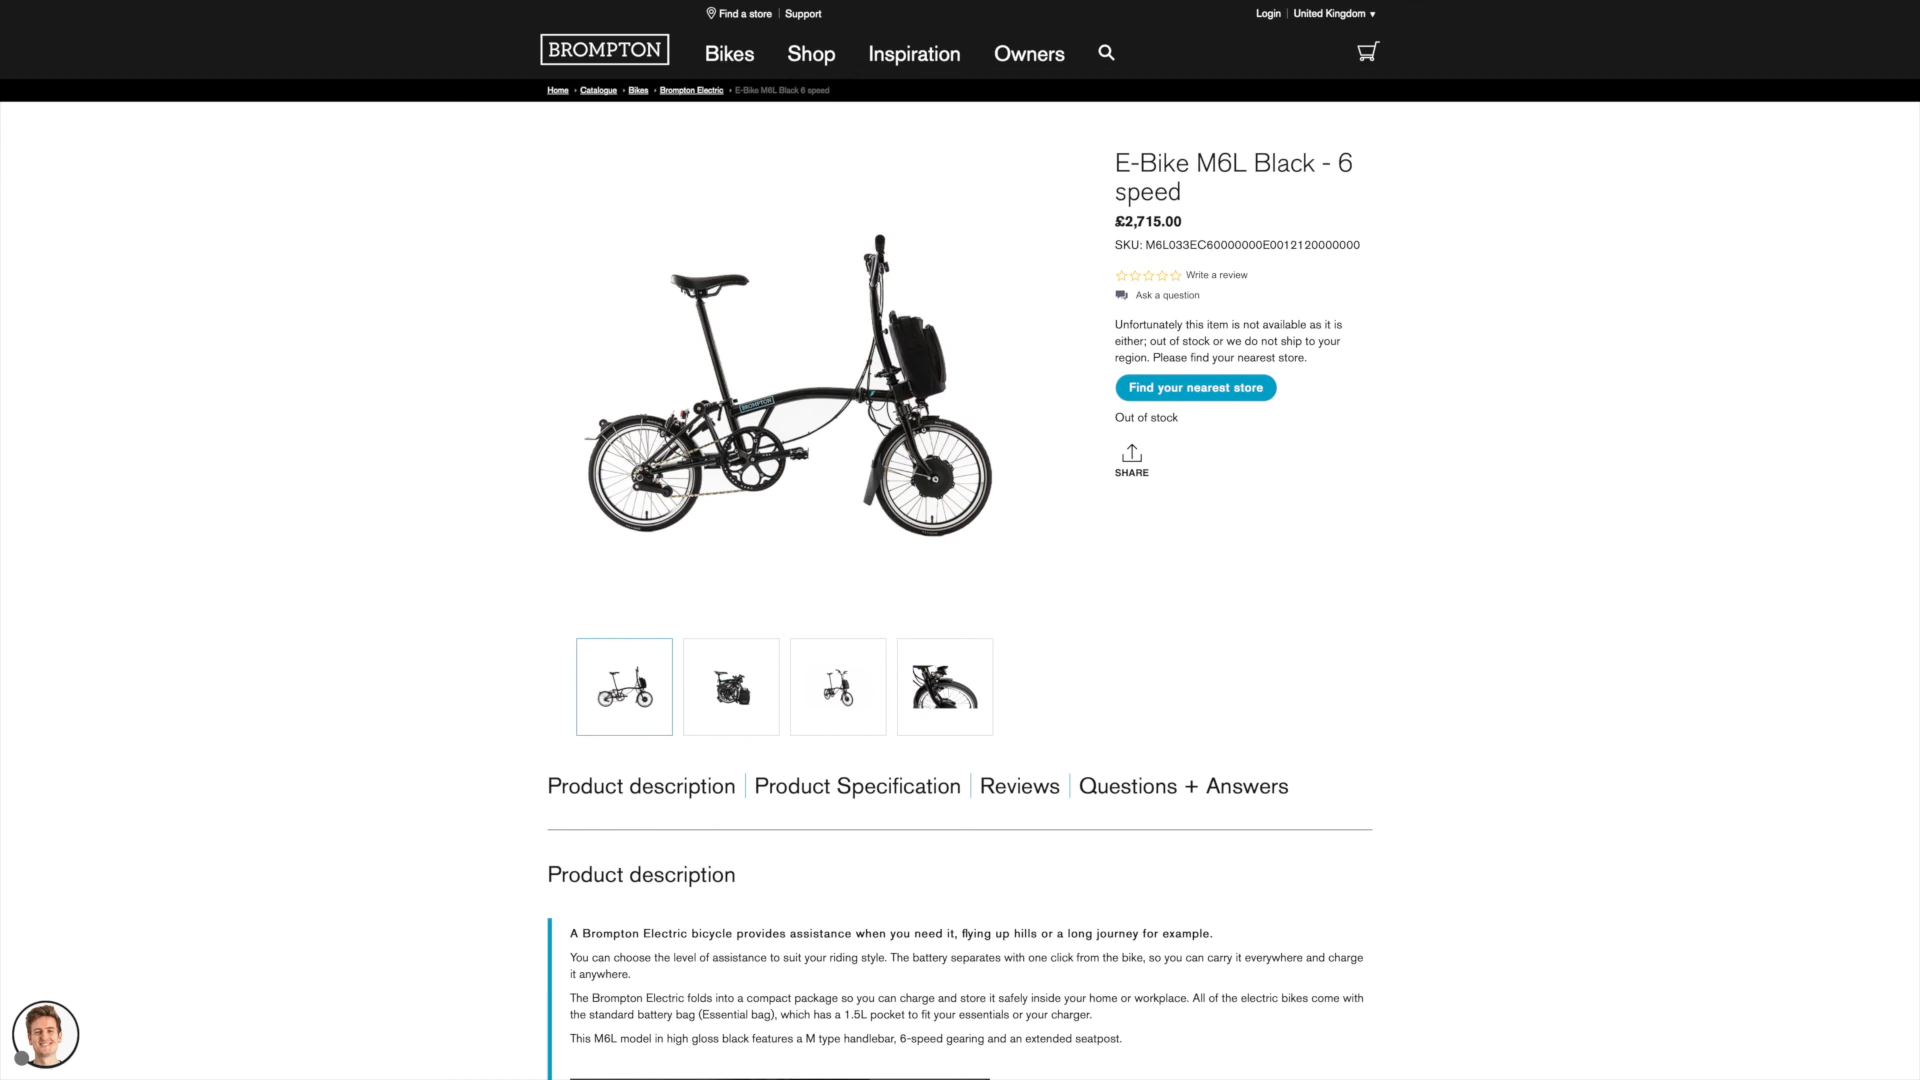 Find a store
Support
Login
United Kingdom
BROMPTON
Bikes
Shop
Inspiration
Owners
Home
Catalogue
Bikes
Brompton Electric
E-Bike M6L Black 6 speed
E-Bike M6L Black - 6
speed
£2,715.00
SKU: M6L033EC60000000E0012120000000
Write a review
Ask a question
Unfortunately this item is not available as it is
either; out of stock or we do not ship to your
region. Please find your nearest store.
Find your nearest store
Out of stock
SHARE
BROMPTON
Product description
Product Specification
Reviews
Questions + Answers
Product description
A Brompton Electric bicycle provides assistance when you need it, flying up hills or a long journey for example.
You can choose the level of assistance to suit your riding style. The battery separates with one click from the bike, so you can carry it everywhere and charge
it anywhere.
The Brompton Electric folds into a compact package so you can charge and store it safely inside your home or workplace. All of the electric bikes come with
the standard battery bag (Essential bag), which has a 1.5L pocket to fit your essentials or your charger.
This M6L model in high gloss black features a M type handlebar, 6-speed gearing and an extended seatpost.